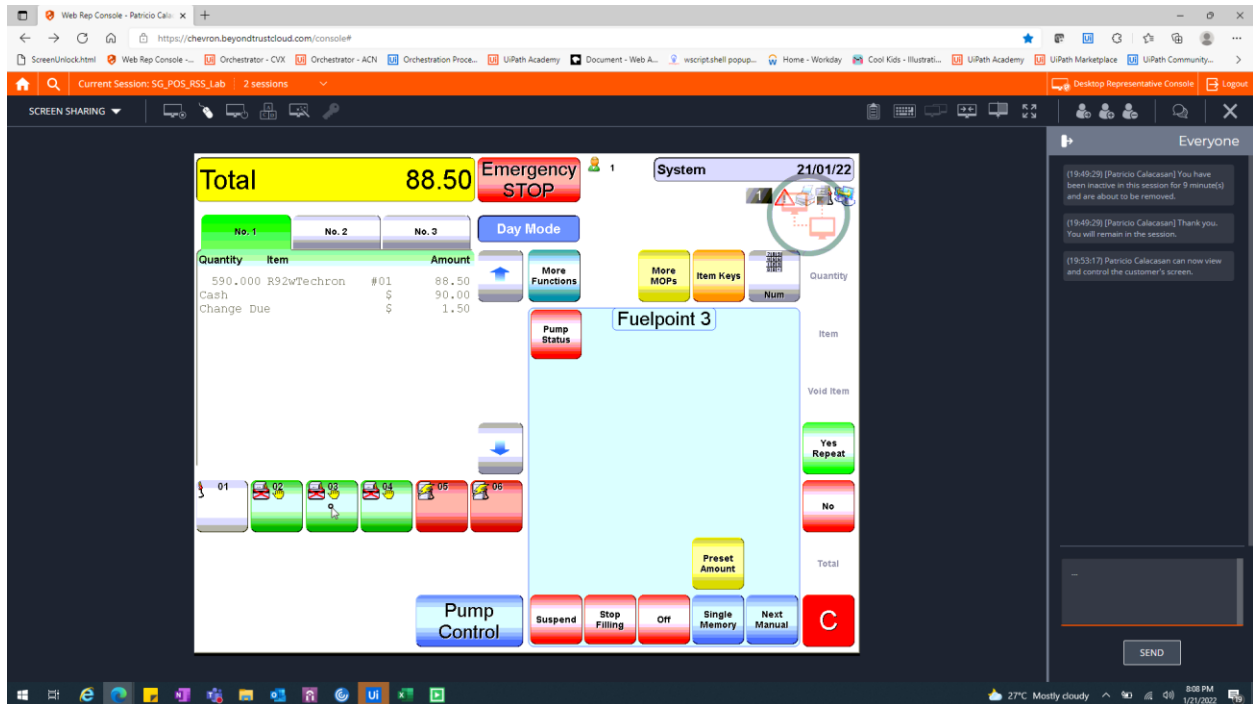 Web Rep Console - Patricio Cala
https://chevron.beyondtrustcloud.com/console#
ScreenUnlock.html
Web Rep Console -...
Orchestrator - CVX
Orchestrator - ACN
Orchestration Proce...
UiPath Academy
Document - Web A...
wscript.shell popup...
Home - Workday
Cool Kids - Illustrati...
UiPath Academy
UiPath Marketplace
UiPath Community...
Current Session: SG_POS_RSS_Lab
2 sessions
Desktop Representative Console
Logout
SCREEN SHARING
Everyone
(19:49:29) [Patricio Calacasan] You have
been inactive in this session for 9 minute(s)
and are about to be removed.
(19:49:29) [Patricio Calacasan] Thank you.
You will remain in the session.
(19:53:17) Patricio Calacasan can now view
and control the customer's screen.
Total 88.50
Emergency
STOP
1
System 21/01/22
1
No. 1
No. 2
No. 3
Day Mode
Quantity Item Amount
590.000 R92wTechron #01 88.50
Cash $ 90.00
Change Due $ 1.50
More
Functions
More
MOPs
Item Keys
Num
Quantity
Pump
Status
Fuelpoint 3
Item
Void Item
Yes
Repeat
01
02
03
04
05
06
No
Preset
Amount
Total
Pump
Control
Suspend
Stop
Filling
Off
Single
Memory
Next
Manual
C
...
SEND
27°C Mostly cloudy
8:08 PM
1/21/2022